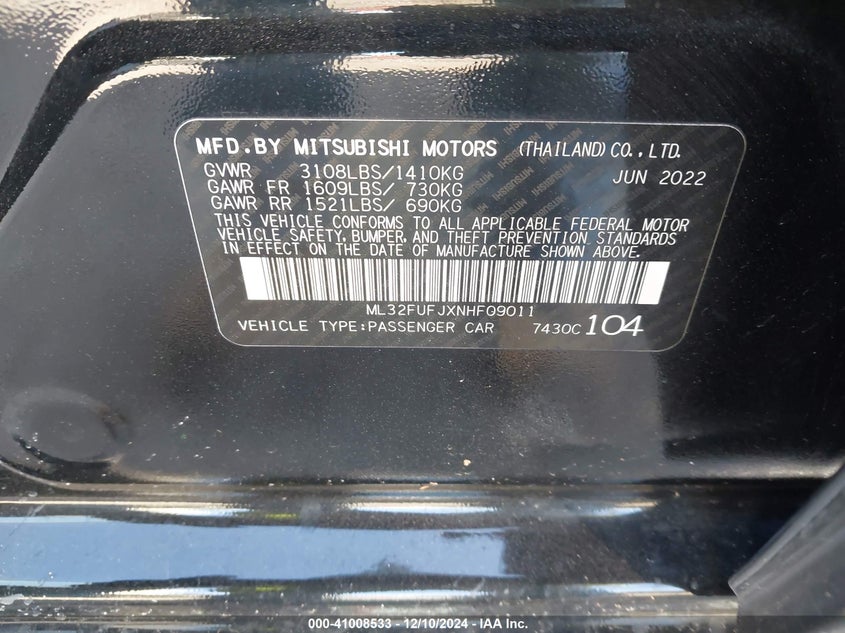 MFD.BY MITSUBISHI MOTORS (THAILAND) CO.,LTD.
GVWR 3108LBS/1410KG JUN 2022
GAWR FR 1609LBS/ 730KG
GAWR RR 1521LBS/ 690KG
THIS VEHICLE CONFORMS TO ALL APPLICABLE FEDERAL MOTOR
VEHICLE SAFETY, BUMPER, AND THEFT PREVENTION STANDARDS
IN EFFECT ON THE DATE OF MANUFACTURE SHOWN ABOVE.
ML32FUFJXNHF09011
VEHICLE TYPE:PASSENGER CAR 7430C 104
000-41008533 - 12/10/2024 - IAA Inc.